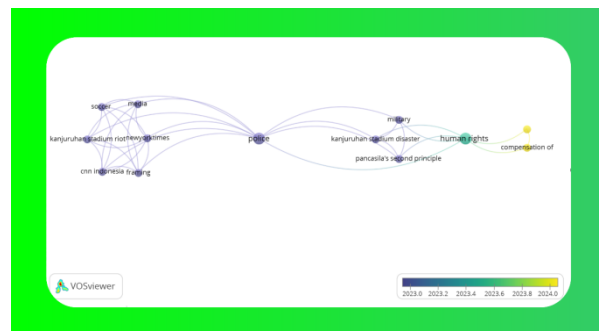 soccer
media
kanjuruhan stadium riot
newyorktimes
cnn indonesia
framing
police
military
kanjuruhan stadium disaster
human rights
pancasila's second principle
compensation of
VOSviewer
2023.0 2023.2 2023.4 2023.6 2023.8 2024.0